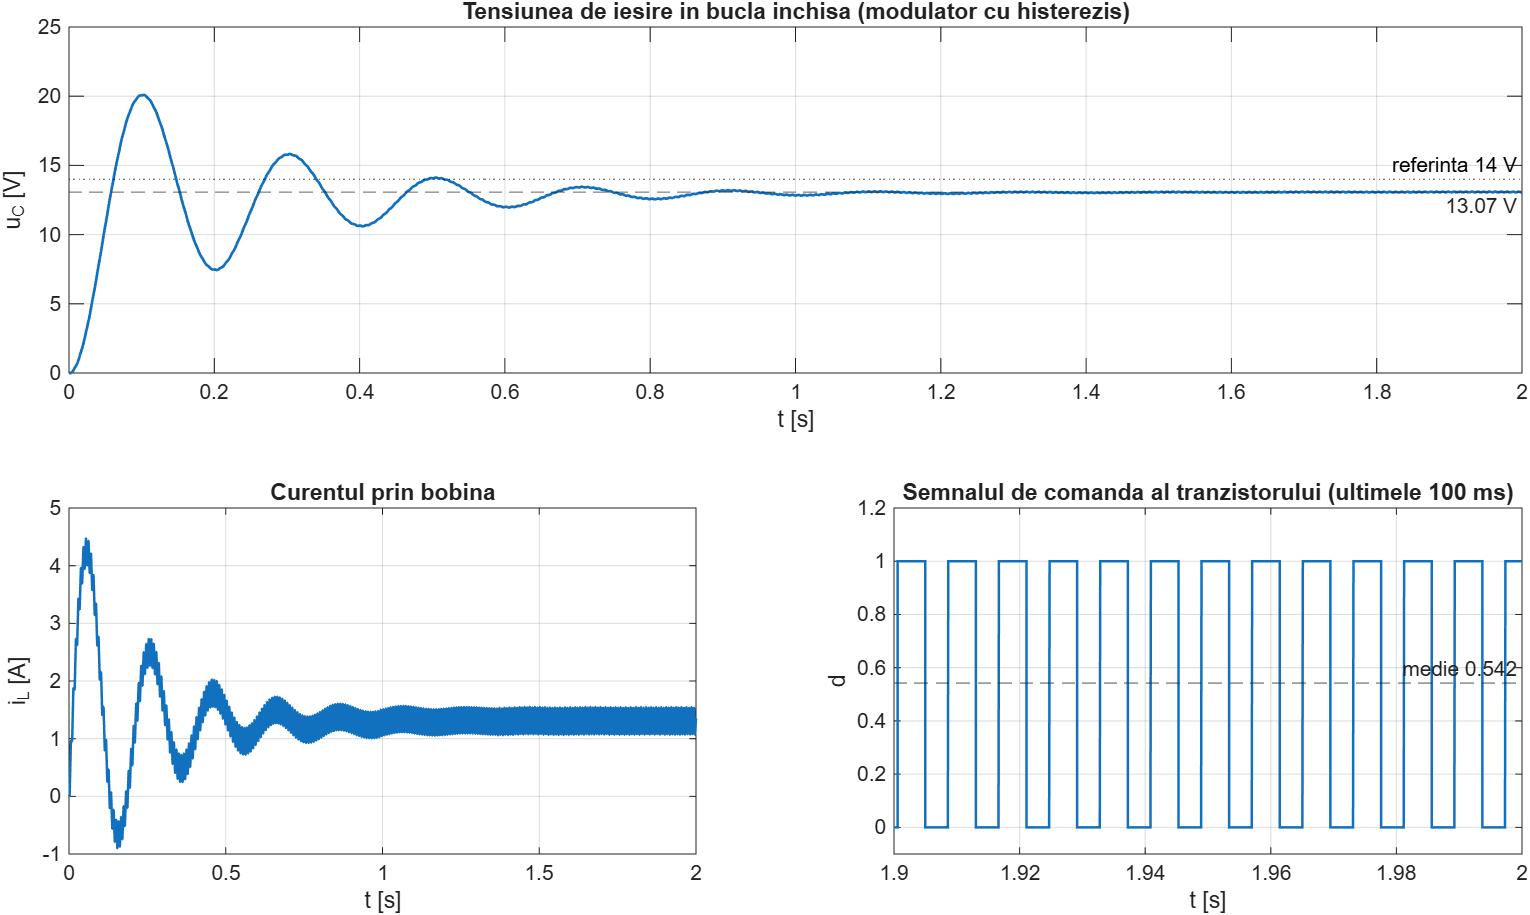 Tensiunea de iesire in bucla inchisa (modulator cu histerezis)
25
20
15
10
5
0
u_C [V]
referinta 14 V
13.07 V
0 0.2 0.4 0.6 0.8 1 1.2 1.4 1.6 1.8 2
t [s]
Curentul prin bobina
5
4
3
2
1
0
-1
i_L [A]
0 0.5 1 1.5 2
t [s]
Semnalul de comanda al tranzistorului (ultimele 100 ms)
1.2
1
0.8
0.6
0.4
0.2
0
d
medie 0.542
1.9 1.92 1.94 1.96 1.98 2
t [s]